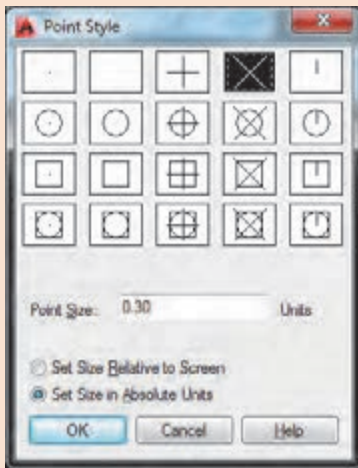 Point Style
Point Size: 0.30 Units
Set Size Relative to Screen
Set Size in Absolute Units
OK Cancel Help